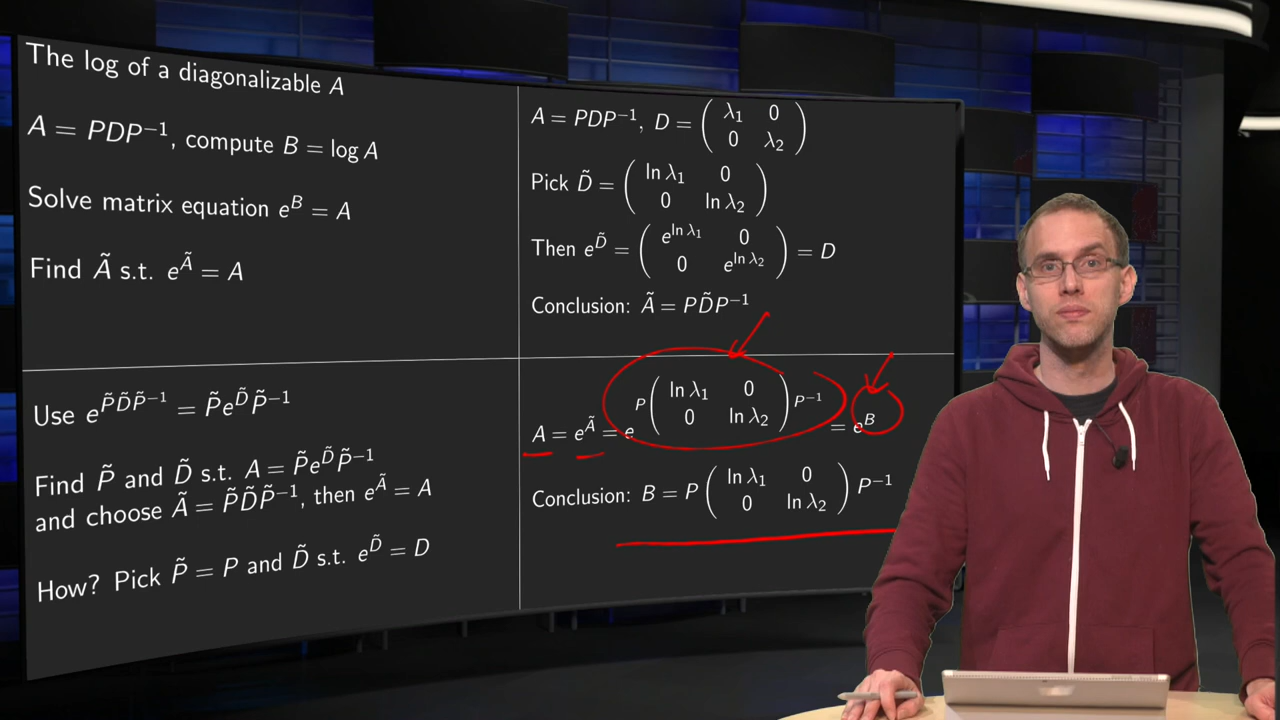 The log of a diagonalizable A
A = PDP⁻¹, compute B = log A
Solve matrix equation eᴮ = A
Find Ã s.t. e^Ã = A
A = PDP⁻¹, D = ( λ₁ 0
0 λ₂ )
Pick D̃ = ( ln λ₁ 0
0 ln λ₂ )
Then e^D̃ = ( e^{ln λ₁} 0
0 e^{ln λ₂} ) = D
Conclusion: Ã = PD̃P⁻¹
Use e^{P̃D̃P̃⁻¹} = P̃e^D̃P̃⁻¹
Find P̃ and D̃ s.t. A = P̃e^D̃P̃⁻¹
and choose Ã = P̃D̃P̃⁻¹, then e^Ã = A
How? Pick P̃ = P and D̃ s.t. e^D̃ = D
A = e^Ã = e^{P ( ln λ₁ 0
0 ln λ₂ ) P⁻¹} = eᴮ
Conclusion: B = P ( ln λ₁ 0
0 ln λ₂ ) P⁻¹